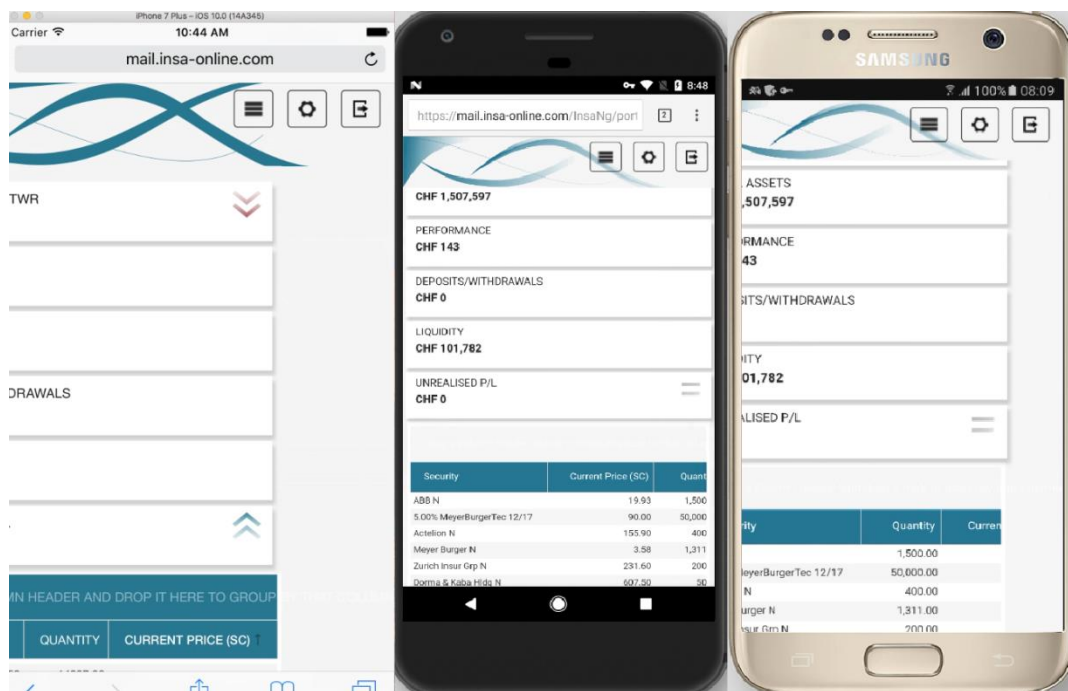 iPhone 7 Plus – iOS 10.0 (14A345)
Carrier 10:44 AM
mail.insa-online.com
TWR
DRAWALS
MN HEADER AND DROP IT HERE TO GROUP
QUANTITY CURRENT PRICE (SC) ↑
N 8:48
https://mail.insa-online.com/InsaNg/port 2
CHF 1,507,597
PERFORMANCE
CHF 143
DEPOSITS/WITHDRAWALS
CHF 0
LIQUIDITY
CHF 101,782
UNREALISED P/L
CHF 0
Security Current Price (SC) Quant
ABB N 19.93 1,500
5.00% MeyerBurgerTec 12/17 90.00 50,000
Actelion N 155.90 400
Meyer Burger N 3.58 1,311
Zurich Insur Grp N 231.60 200
Dorma & Kaba Hldg N 607.50 50
SAMSUNG
100% 08:09
ASSETS
,507,597
RMANCE
43
SITS/WITHDRAWALS
DITY
01,782
ALISED P/L
rity Quantity Curren
1,500.00
leyerBurgerTec 12/17 50,000.00
N 400.00
urger N 1,311.00
nsur Grp N 200.00